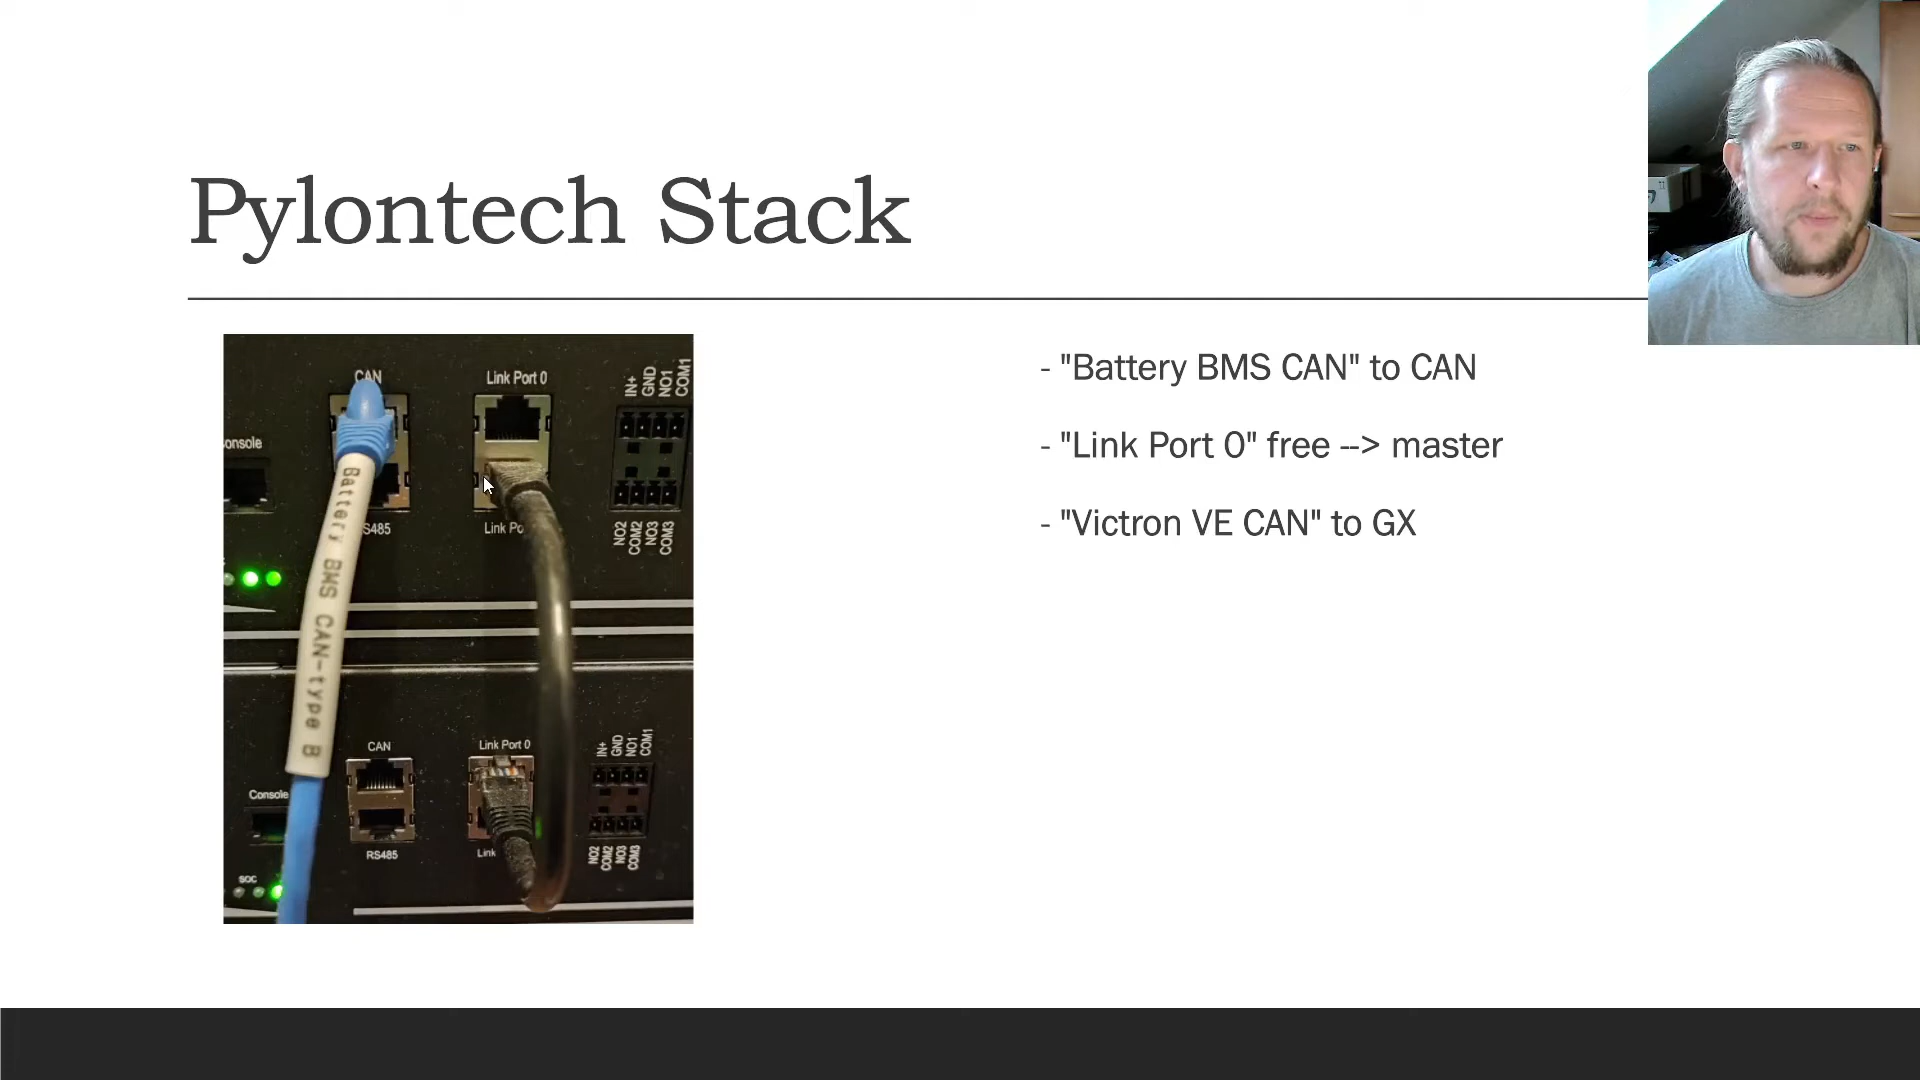 Pylontech Stack
- "Battery BMS CAN" to CAN
- "Link Port 0" free --> master
- "Victron VE CAN" to GX
CAN
Link Port 0
IN+
GND
NO1
COM1
onsole
S485
Link Po
NO2
COM2
NO3
COM3
Battery BMS CAN-type B
CAN
Link Port 0
IN+
GND
NO1
COM1
Console
RS485
Link
NO2
COM2
NO3
COM3
SOC